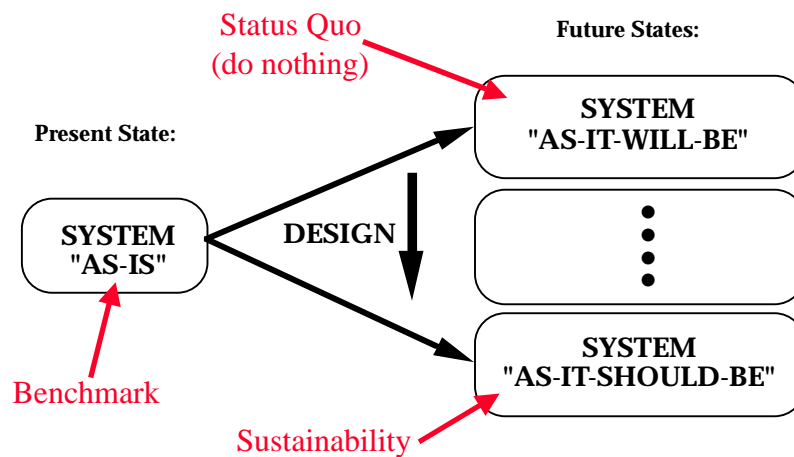 Status Quo
(do nothing)
Future States:
Present State:
SYSTEM
"AS-IT-WILL-BE"
SYSTEM
"AS-IS"
DESIGN
SYSTEM
"AS-IT-SHOULD-BE"
Benchmark
Sustainability